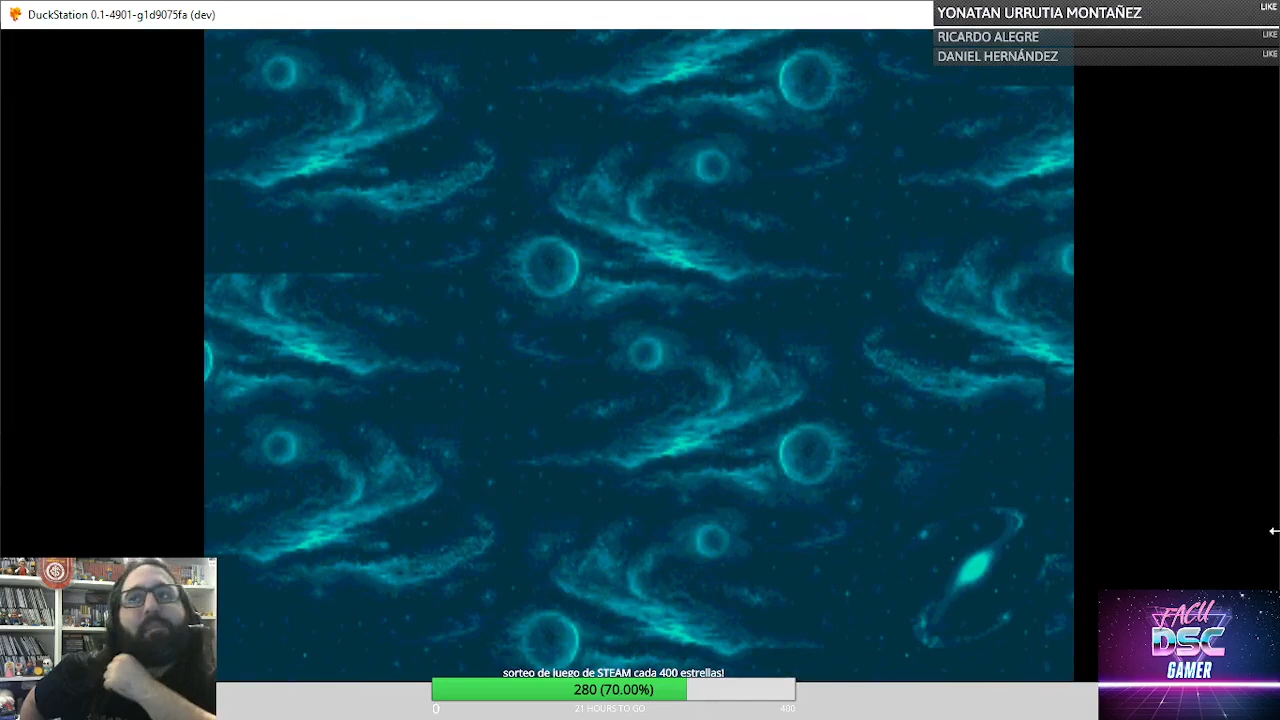 DuckStation 0.1-4901-g1d9075fa (dev)
YONATAN URRUTIA MONTAÑEZ LIKE
RICARDO ALEGRE LIKE
DANIEL HERNÁNDEZ LIKE
FACU
DSC
GAMER
sorteo de juego de STEAM cada 400 estrellas!
280 (70.00%)
0 21 HOURS TO GO 400